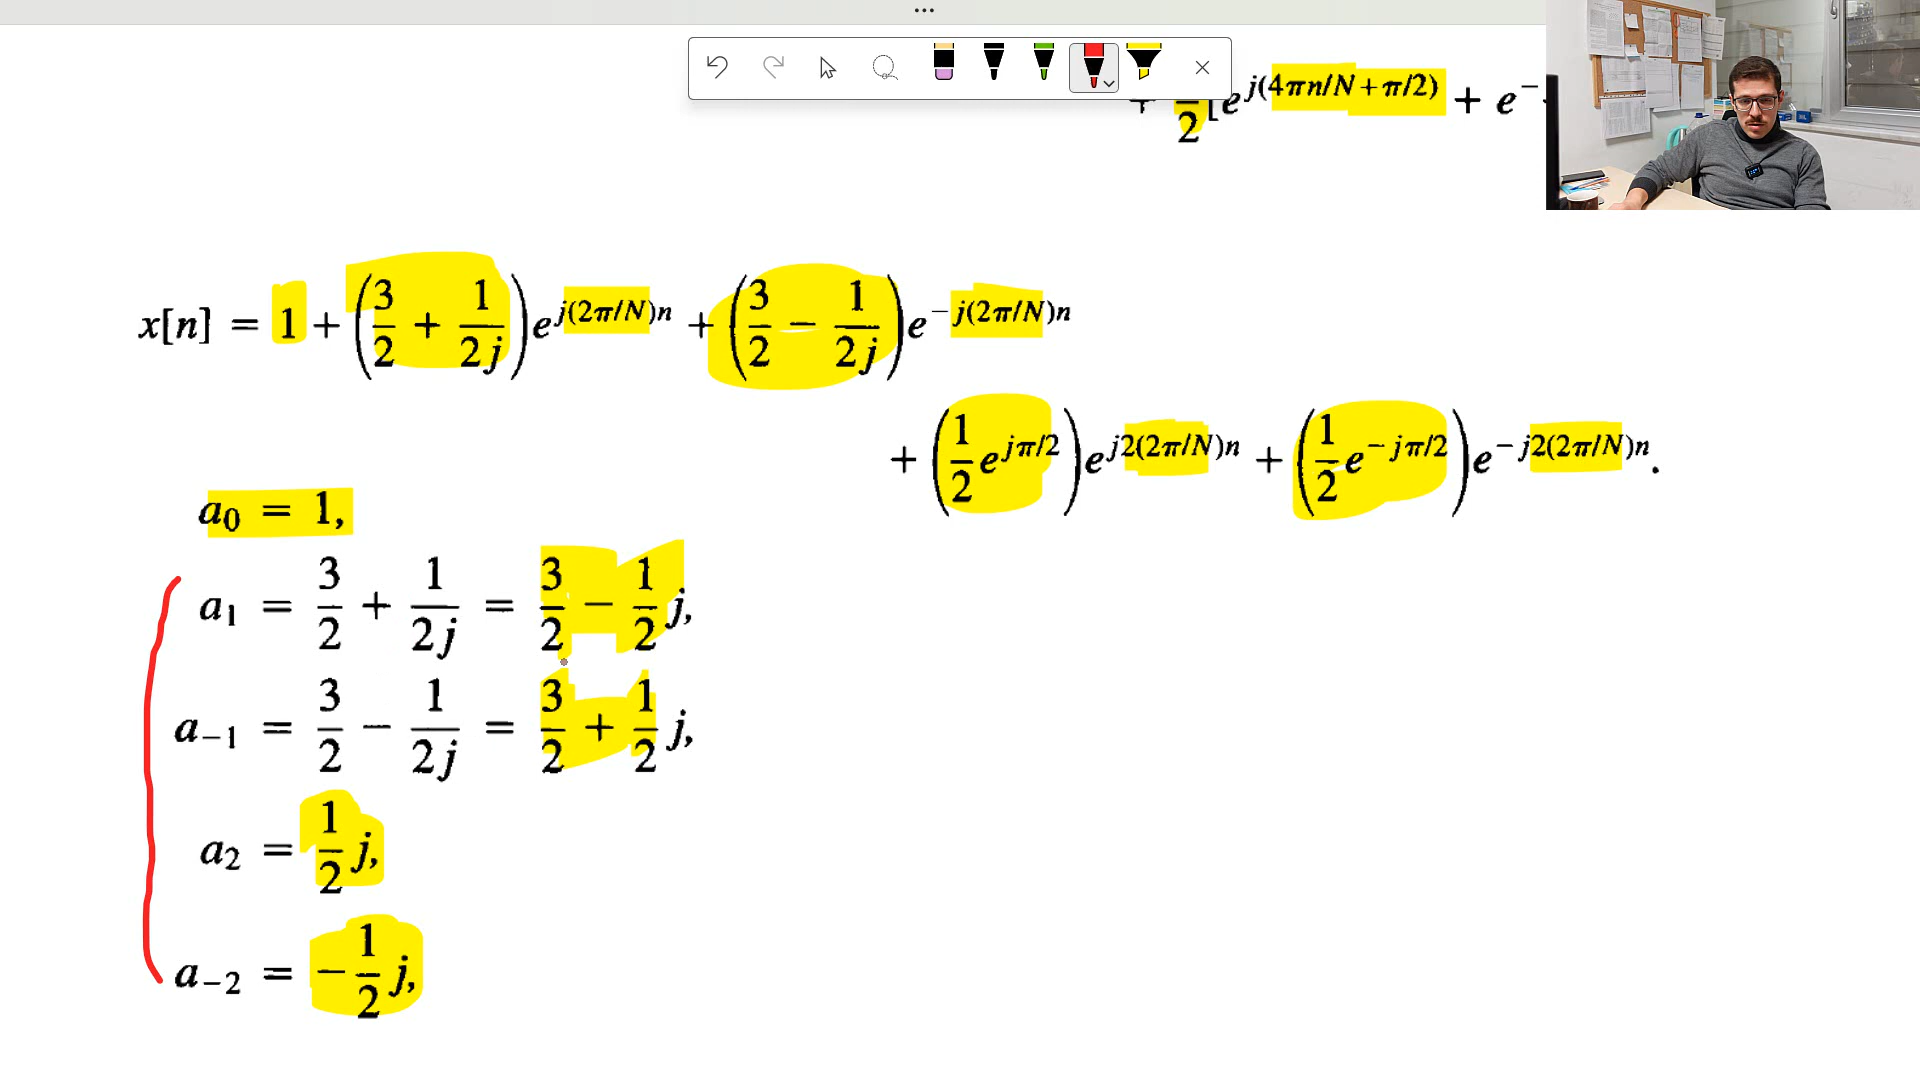 ...
+ 1/2 [e^{j(4πn/N+π/2)} + e^{-
x[n] = 1 + (3/2 + 1/2j) e^{j(2π/N)n} + (3/2 − 1/2j) e^{−j(2π/N)n}
+ (1/2 e^{jπ/2}) e^{j2(2π/N)n} + (1/2 e^{−jπ/2}) e^{−j2(2π/N)n}.
a_0 = 1,
a_1 = 3/2 + 1/2j = 3/2 − 1/2 j,
a_{−1} = 3/2 − 1/2j = 3/2 + 1/2 j,
a_2 = 1/2 j,
a_{−2} = −1/2 j,